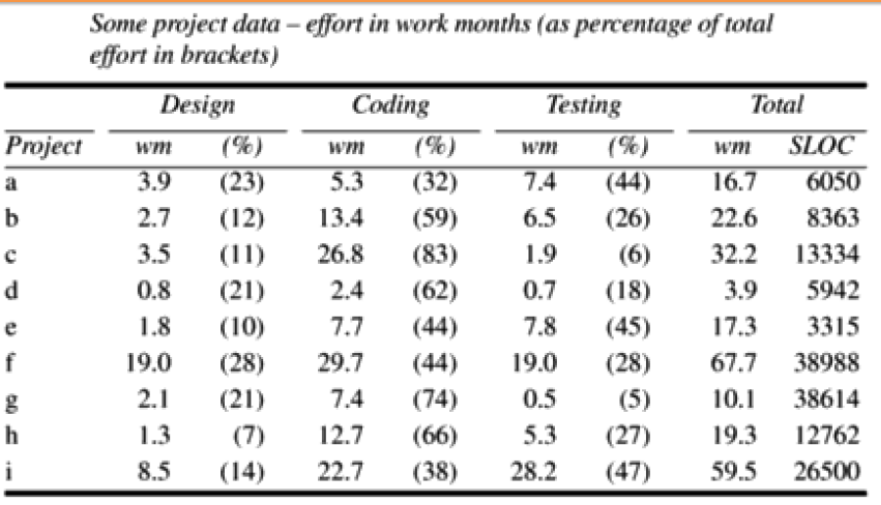 Some project data – effort in work months (as percentage of total
effort in brackets)
Design Coding Testing Total
Project wm (%) wm (%) wm (%) wm SLOC
a 3.9 (23) 5.3 (32) 7.4 (44) 16.7 6050
b 2.7 (12) 13.4 (59) 6.5 (26) 22.6 8363
c 3.5 (11) 26.8 (83) 1.9 (6) 32.2 13334
d 0.8 (21) 2.4 (62) 0.7 (18) 3.9 5942
e 1.8 (10) 7.7 (44) 7.8 (45) 17.3 3315
f 19.0 (28) 29.7 (44) 19.0 (28) 67.7 38988
g 2.1 (21) 7.4 (74) 0.5 (5) 10.1 38614
h 1.3 (7) 12.7 (66) 5.3 (27) 19.3 12762
i 8.5 (14) 22.7 (38) 28.2 (47) 59.5 26500